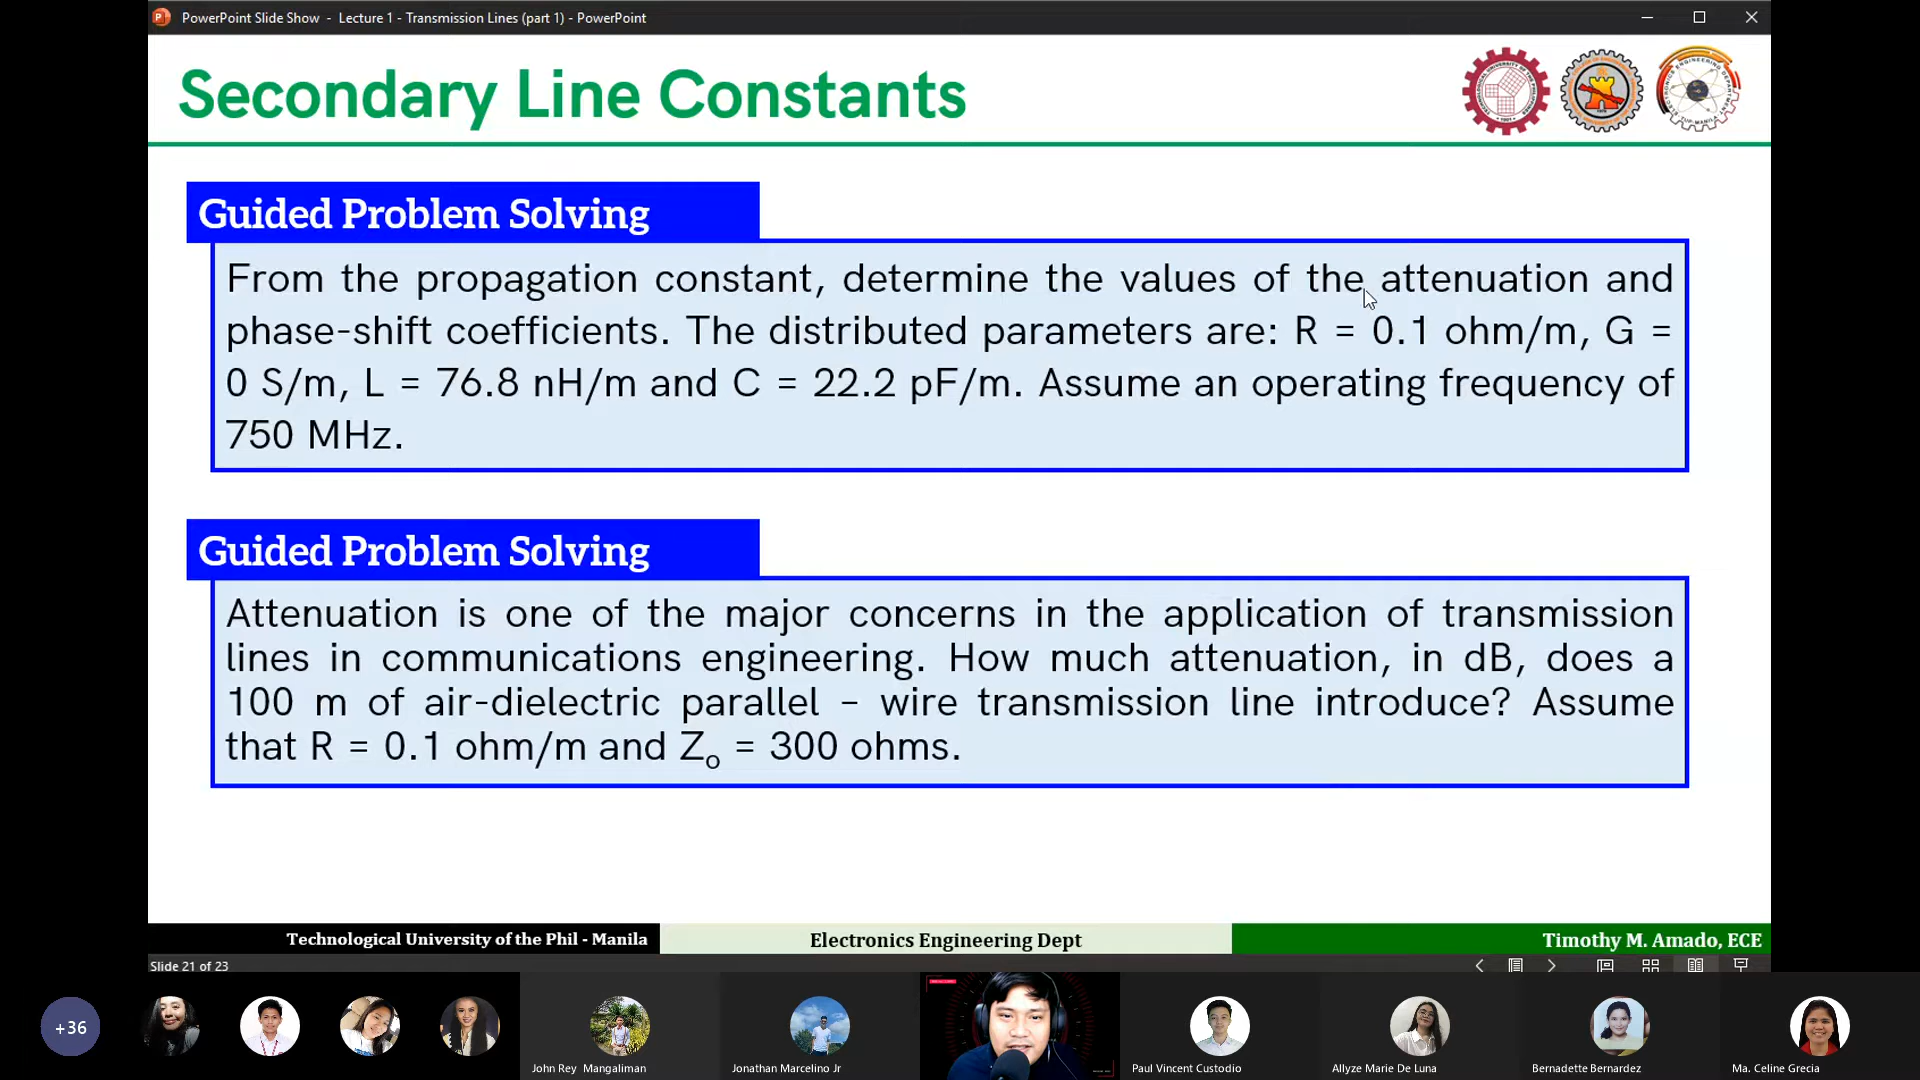 PowerPoint Slide Show - Lecture 1 - Transmission Lines (part 1) - PowerPoint
Secondary Line Constants
Guided Problem Solving
From the propagation constant, determine the values of the attenuation and
phase-shift coefficients. The distributed parameters are: R = 0.1 ohm/m, G =
0 S/m, L = 76.8 nH/m and C = 22.2 pF/m. Assume an operating frequency of
750 MHz.
Guided Problem Solving
Attenuation is one of the major concerns in the application of transmission
lines in communications engineering. How much attenuation, in dB, does a
100 m of air-dielectric parallel – wire transmission line introduce? Assume
that R = 0.1 ohm/m and Zo = 300 ohms.
Technological University of the Phil - Manila
Electronics Engineering Dept
Timothy M. Amado, ECE
Slide 21 of 23
+36
John Rey Mangaliman
Jonathan Marcelino Jr
Paul Vincent Custodio
Allyze Marie De Luna
Bernadette Bernardez
Ma. Celine Grecia